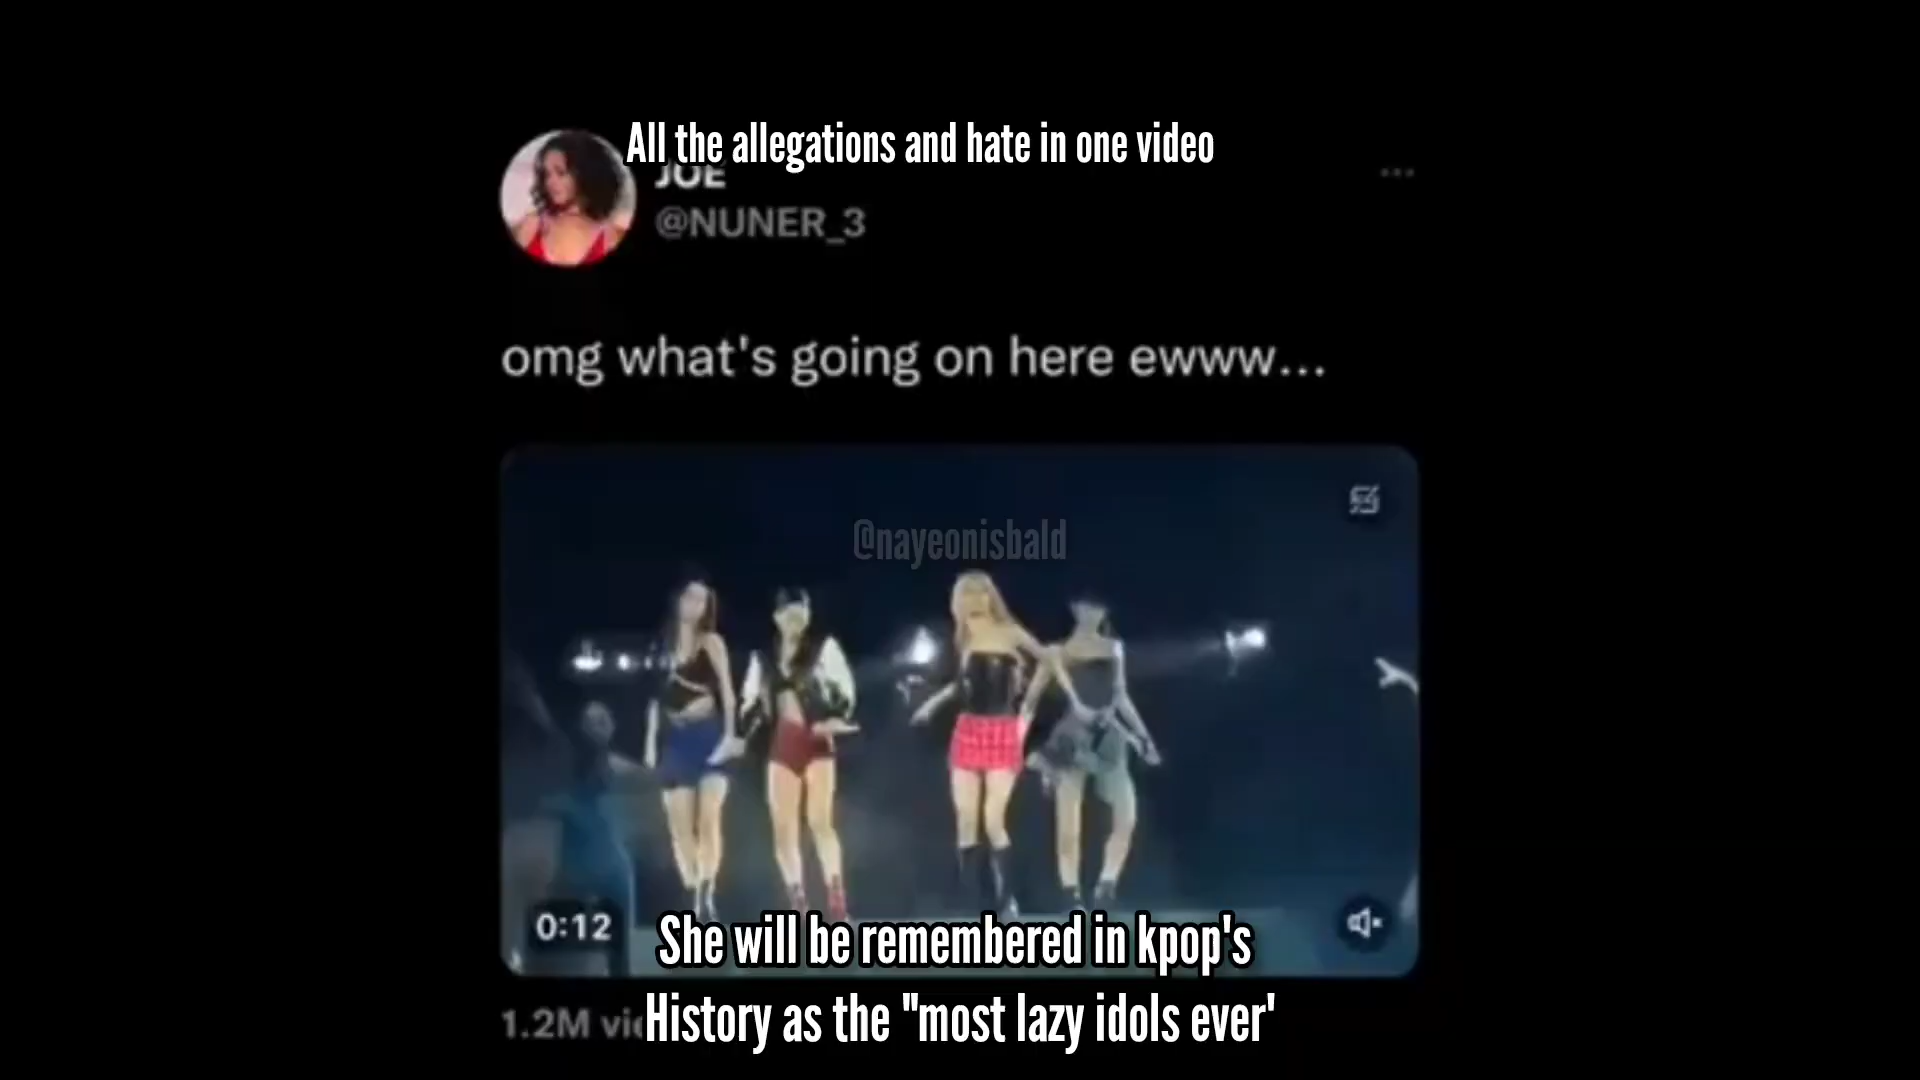 All the allegations and hate in one video
JOE
@NUNER_3
omg what's going on here ewww...
@nayeonisbald
0:12
She will be remembered in kpop's
1.2M
History as the "most lazy idols ever'